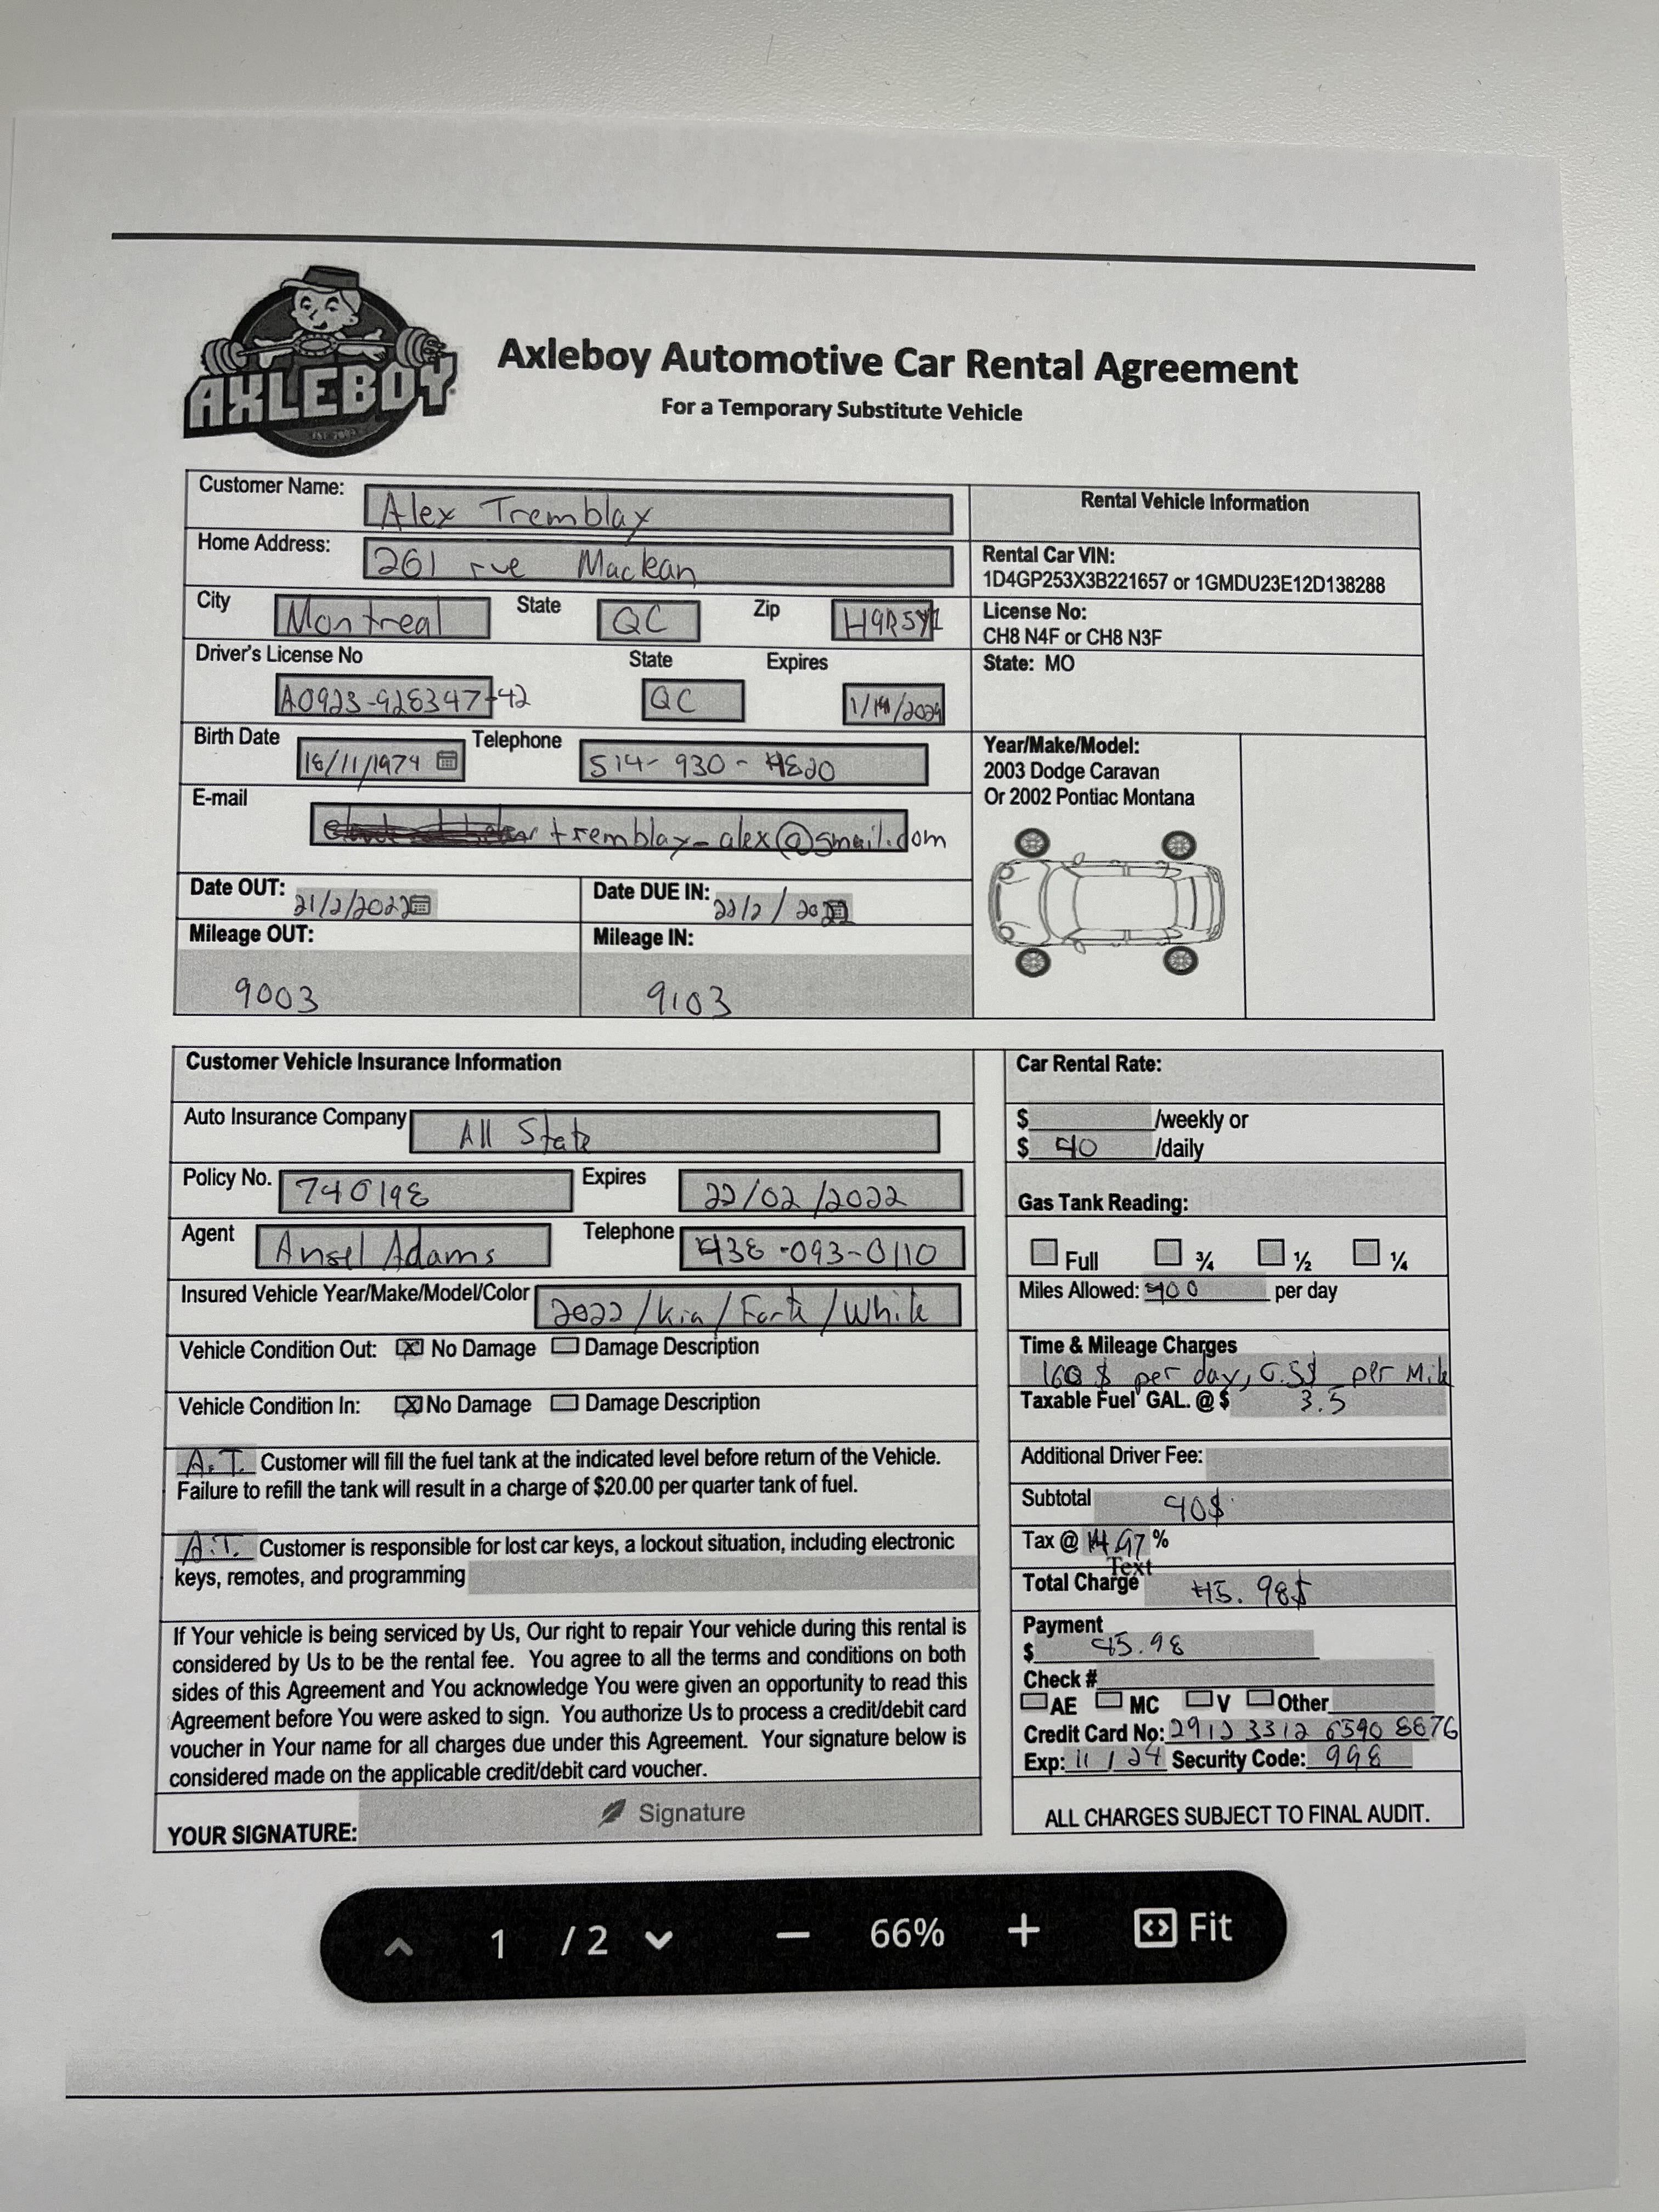 AXLEBOY
Axleboy Automotive Car Rental Agreement
For a Temporary Substitute Vehicle
Customer Name: Alex Tremblay
Rental Vehicle Information
Home Address: 261 rue Maclean
Rental Car VIN:
1D4GP253X3B221657 or 1GMDU23E12D138288
City Montreal State QC Zip H9R5Y1
License No:
CH8 N4F or CH8 N3F
Driver's License No State Expires
State: MO
A0923-928347-42 QC
Birth Date 18/11/1974 Telephone 514-930-4820
Year/Make/Model:
2003 Dodge Caravan
Or 2002 Pontiac Montana
E-mail
tremblay-alex@gmail.com
Date OUT: 21/2/2022
Date DUE IN: 22/2/2022
Mileage OUT:
9003
Mileage IN:
9103
Customer Vehicle Insurance Information
Auto Insurance Company All State
Policy No. 740198 Expires 22/02/2022
Agent Ansel Adams Telephone 438-093-0110
Insured Vehicle Year/Make/Model/Color 2022/Kia/Forte/White
Vehicle Condition Out: No Damage Damage Description
Vehicle Condition In: No Damage Damage Description
A.T. Customer will fill the fuel tank at the indicated level before return of the Vehicle.
Failure to refill the tank will result in a charge of $20.00 per quarter tank of fuel.
A.T. Customer is responsible for lost car keys, a lockout situation, including electronic
keys, remotes, and programming
If Your vehicle is being serviced by Us, Our right to repair Your vehicle during this rental is
considered by Us to be the rental fee. You agree to all the terms and conditions on both
sides of this Agreement and You acknowledge You were given an opportunity to read this
Agreement before You were asked to sign. You authorize Us to process a credit/debit card
voucher in Your name for all charges due under this Agreement. Your signature below is
considered made on the applicable credit/debit card voucher.
YOUR SIGNATURE: Signature
Car Rental Rate:
$ /weekly or
$ 40 /daily
Gas Tank Reading:
Full ¾ ½ ¼
Miles Allowed: 400 per day
Time & Mileage Charges
160 $ per day, 0.5$ per Mile
Taxable Fuel GAL. @ $ 3.5
Additional Driver Fee:
Subtotal 40$
Tax @ 14.97 %
Text
Total Charge 45.98$
Payment
$ 45.98
Check #
AE MC V Other
Credit Card No: 2912 3312 6590 8876
Exp: 11 / 24 Security Code: 998
ALL CHARGES SUBJECT TO FINAL AUDIT.
1 / 2 66% Fit